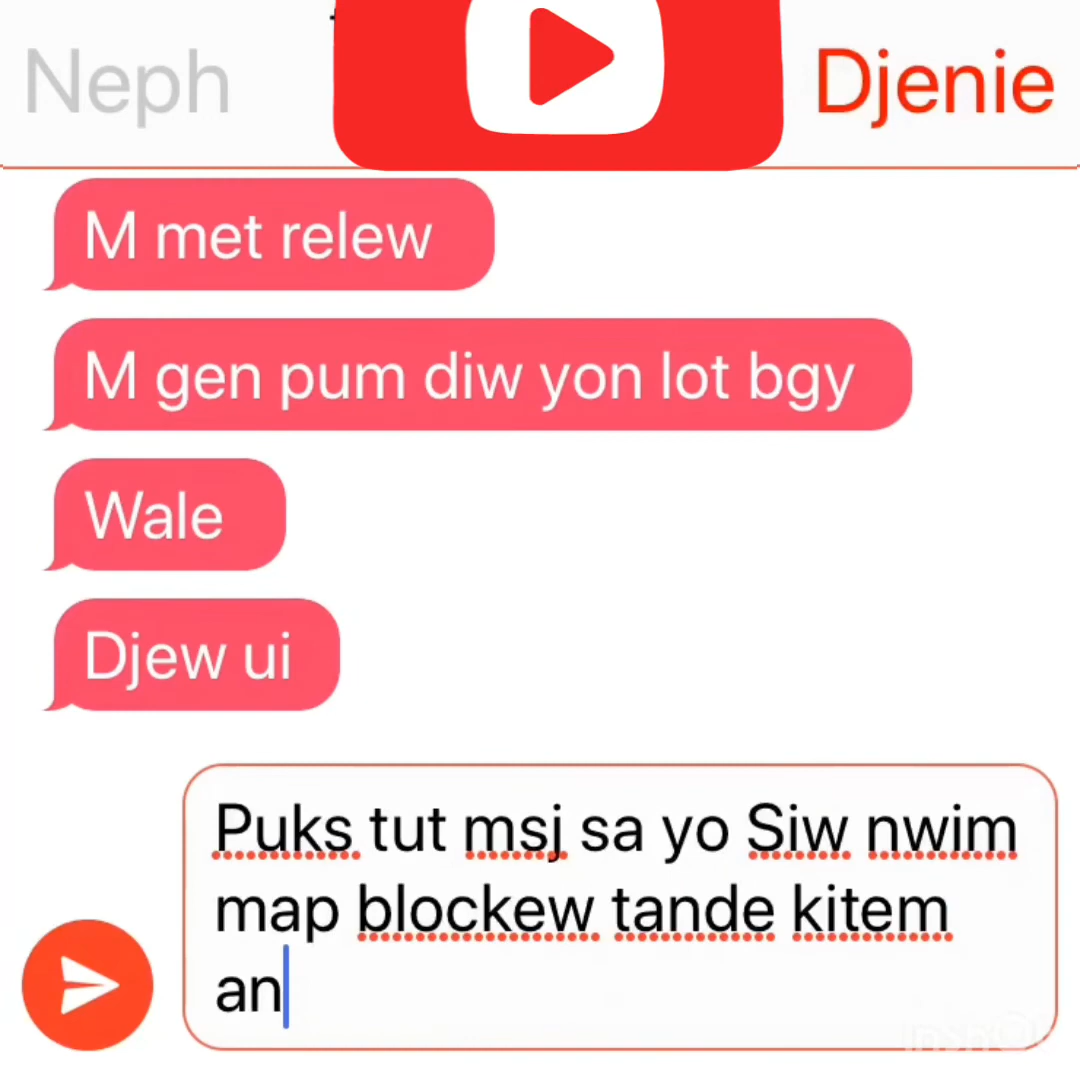 Neph
Djenie
M met relew
M gen pum diw yon lot bgy
Wale
Djew ui
Puks tut msj sa yo Siw nwim
map blockew tande kitem
an